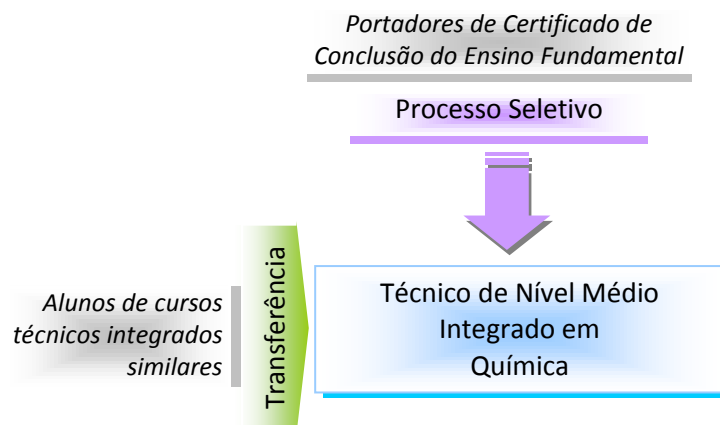 Portadores de Certificado de
Conclusão do Ensino Fundamental
Processo Seletivo
Transferência
Alunos de cursos
técnicos integrados
similares
Técnico de Nível Médio
Integrado em
Química